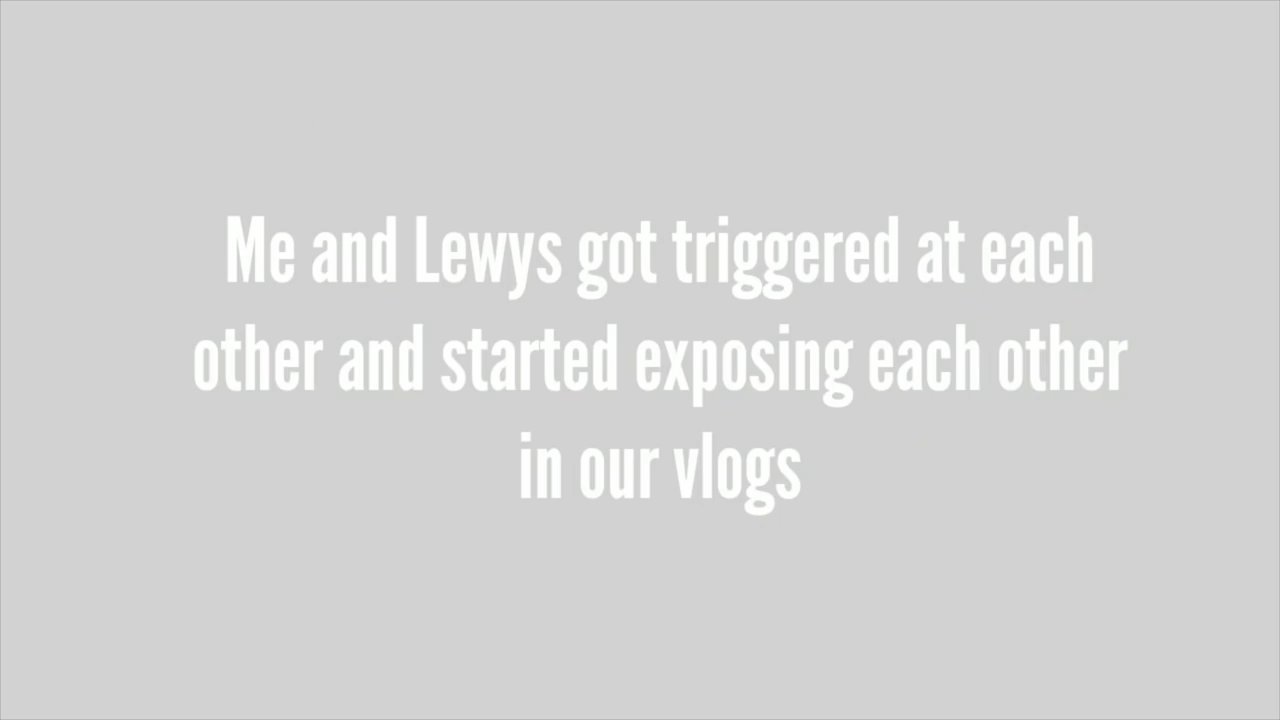 Me and Lewys got triggered at each
other and started exposing each other
in our vlogs